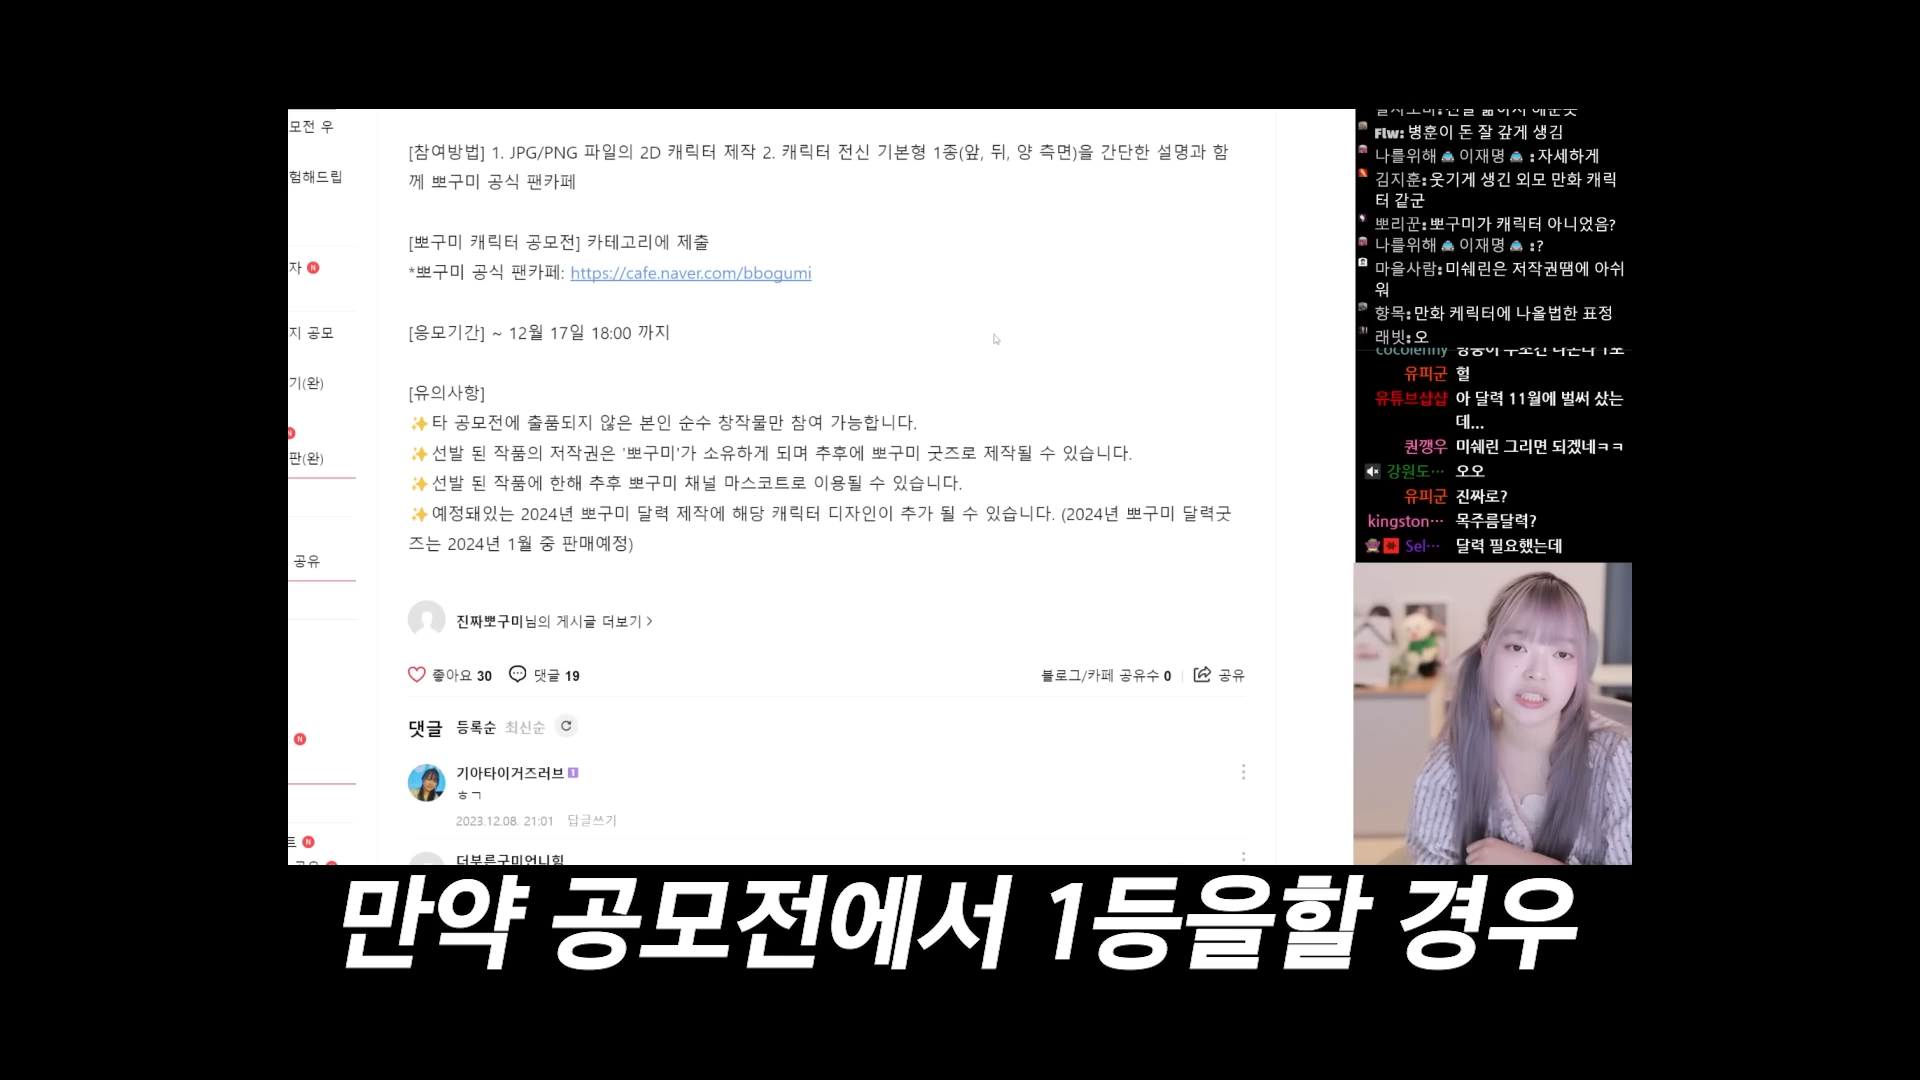 모전 우
험해드립
자
지 공모
기(완)
판(완)
공유
[참여방법] 1. JPG/PNG 파일의 2D 캐릭터 제작 2. 캐릭터 전신 기본형 1종(앞, 뒤, 양 측면)을 간단한 설명과 함
께 뽀구미 공식 팬카페
[뽀구미 캐릭터 공모전] 카테고리에 제출
*뽀구미 공식 팬카페: https://cafe.naver.com/bbogumi
[응모기간] ~ 12월 17일 18:00 까지
[유의사항]
✨타 공모전에 출품되지 않은 본인 순수 창작물만 참여 가능합니다.
✨선발 된 작품의 저작권은 '뽀구미'가 소유하게 되며 추후에 뽀구미 굿즈로 제작될 수 있습니다.
✨선발 된 작품에 한해 추후 뽀구미 채널 마스코트로 이용될 수 있습니다.
✨예정돼있는 2024년 뽀구미 달력 제작에 해당 캐릭터 디자인이 추가 될 수 있습니다. (2024년 뽀구미 달력굿
즈는 2024년 1월 중 판매예정)
진짜뽀구미님의 게시글 더보기 >
좋아요 30 댓글 19
블로그/카페 공유수 0 공유
댓글 등록순 최신순
기아타이거즈러브 1
ㅎㄱ
2023.12.08. 21:01 답글쓰기
더부른구미언니힘
Flw: 병훈이 돈 잘 갚게 생김
나를위해 이재명 : 자세하게
김지훈: 웃기게 생긴 외모 만화 캐릭
터 같군
뽀리꾼: 뽀구미가 캐릭터 아니었음?
나를위해 이재명 : ?
마을사람: 미쉐린은 저작권땜에 아쉬
워
향목: 만화 케릭터에 나올법한 표정
래빗: 오
유피군 헐
유튜브샵샵 아 달력 11월에 벌써 샀는
데...
퀀깽우 미쉐린 그리면 되겠네ㅋㅋ
강원도… 오오
유피군 진짜로?
kingston… 목주름달력?
Sel… 달력 필요했는데
만약 공모전에서 1등을할 경우